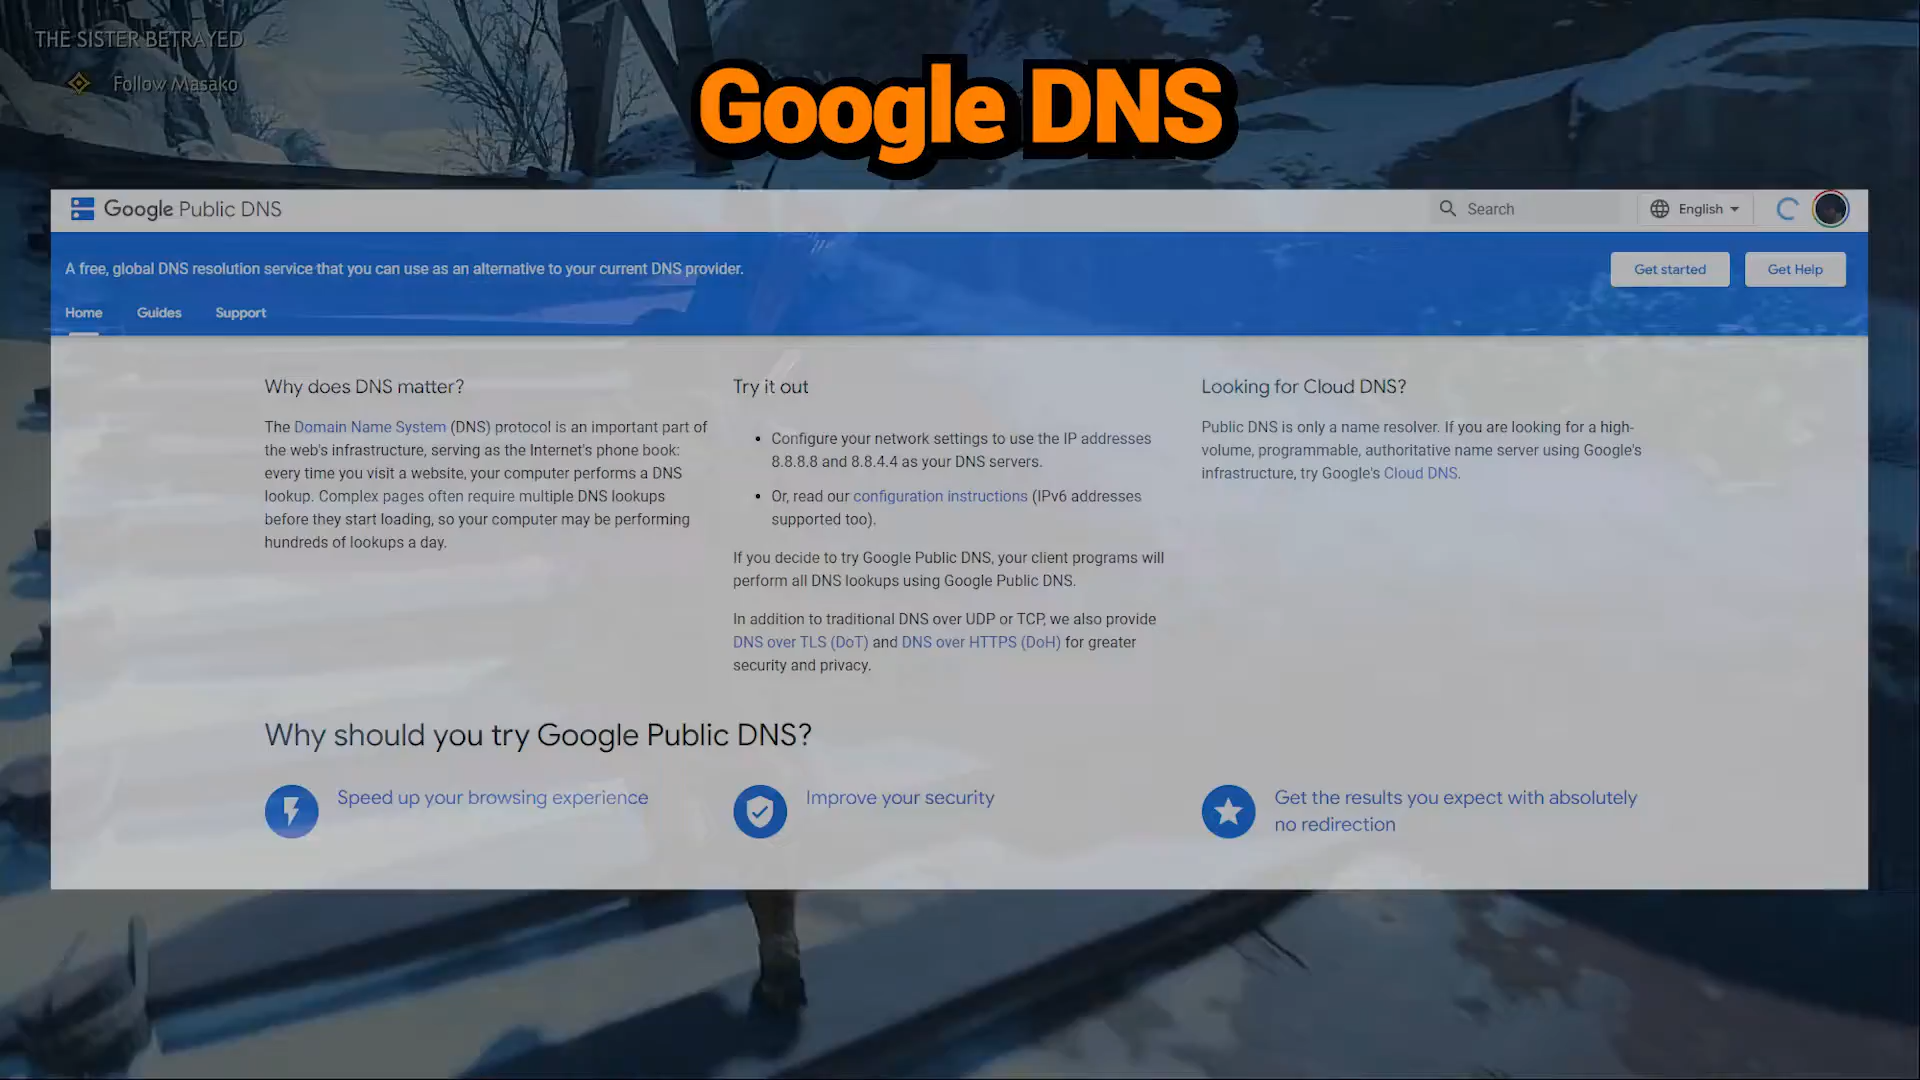 THE SISTER BETRAYED
Follow Masako
Google DNS
Google Public DNS
Search
English
A free, global DNS resolution service that you can use as an alternative to your current DNS provider.
Get started
Get Help
Home
Guides
Support
Why does DNS matter?
The Domain Name System (DNS) protocol is an important part of
the web's infrastructure, serving as the Internet's phone book:
every time you visit a website, your computer performs a DNS
lookup. Complex pages often require multiple DNS lookups
before they start loading, so your computer may be performing
hundreds of lookups a day.
Try it out
• Configure your network settings to use the IP addresses
8.8.8.8 and 8.8.4.4 as your DNS servers.
• Or, read our configuration instructions (IPv6 addresses
supported too).
If you decide to try Google Public DNS, your client programs will
perform all DNS lookups using Google Public DNS.
In addition to traditional DNS over UDP or TCP, we also provide
DNS over TLS (DoT) and DNS over HTTPS (DoH) for greater
security and privacy.
Looking for Cloud DNS?
Public DNS is only a name resolver. If you are looking for a high-
volume, programmable, authoritative name server using Google's
infrastructure, try Google's Cloud DNS.
Why should you try Google Public DNS?
Speed up your browsing experience
Improve your security
Get the results you expect with absolutely
no redirection